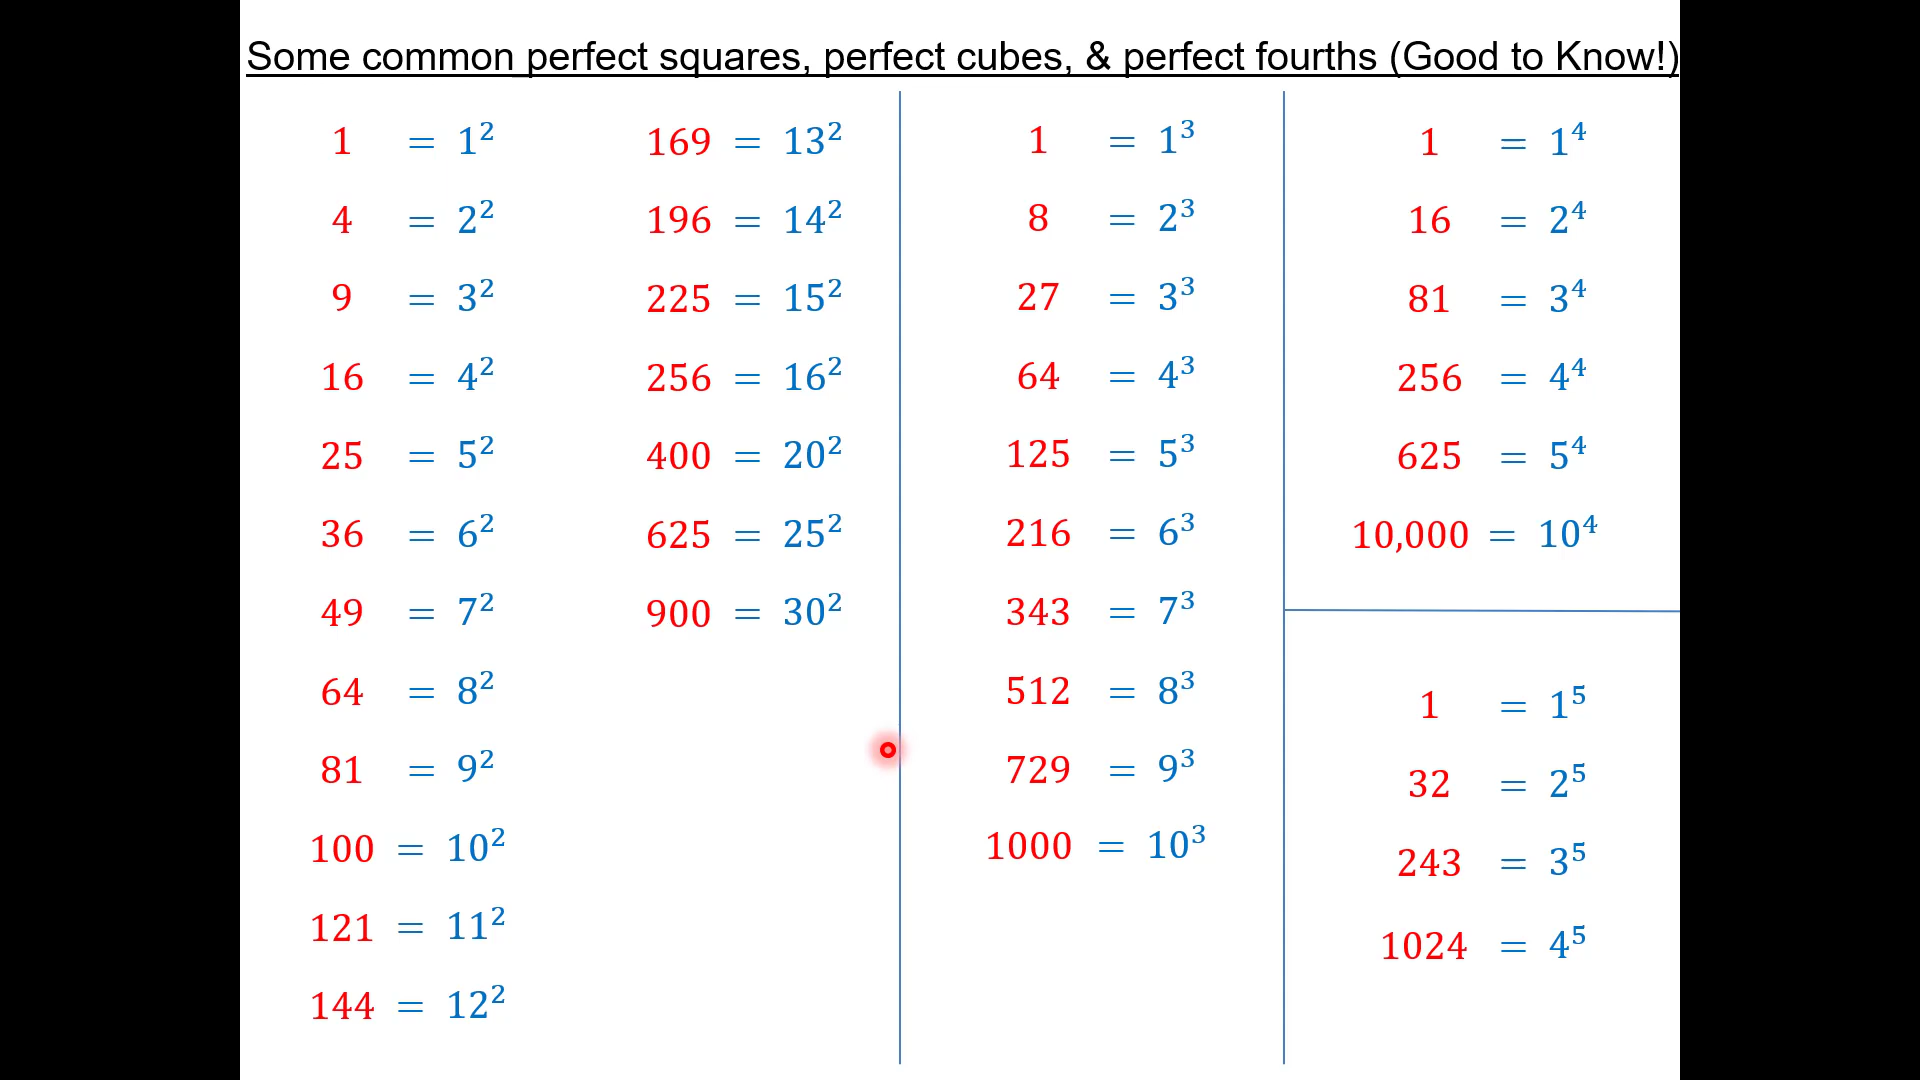 Some common perfect squares, perfect cubes, & perfect fourths (Good to Know!)
1 = 1²
4 = 2²
9 = 3²
16 = 4²
25 = 5²
36 = 6²
49 = 7²
64 = 8²
81 = 9²
100 = 10²
121 = 11²
144 = 12²
169 = 13²
196 = 14²
225 = 15²
256 = 16²
400 = 20²
625 = 25²
900 = 30²
1 = 1³
8 = 2³
27 = 3³
64 = 4³
125 = 5³
216 = 6³
343 = 7³
512 = 8³
729 = 9³
1000 = 10³
1 = 1⁴
16 = 2⁴
81 = 3⁴
256 = 4⁴
625 = 5⁴
10,000 = 10⁴
1 = 1⁵
32 = 2⁵
243 = 3⁵
1024 = 4⁵